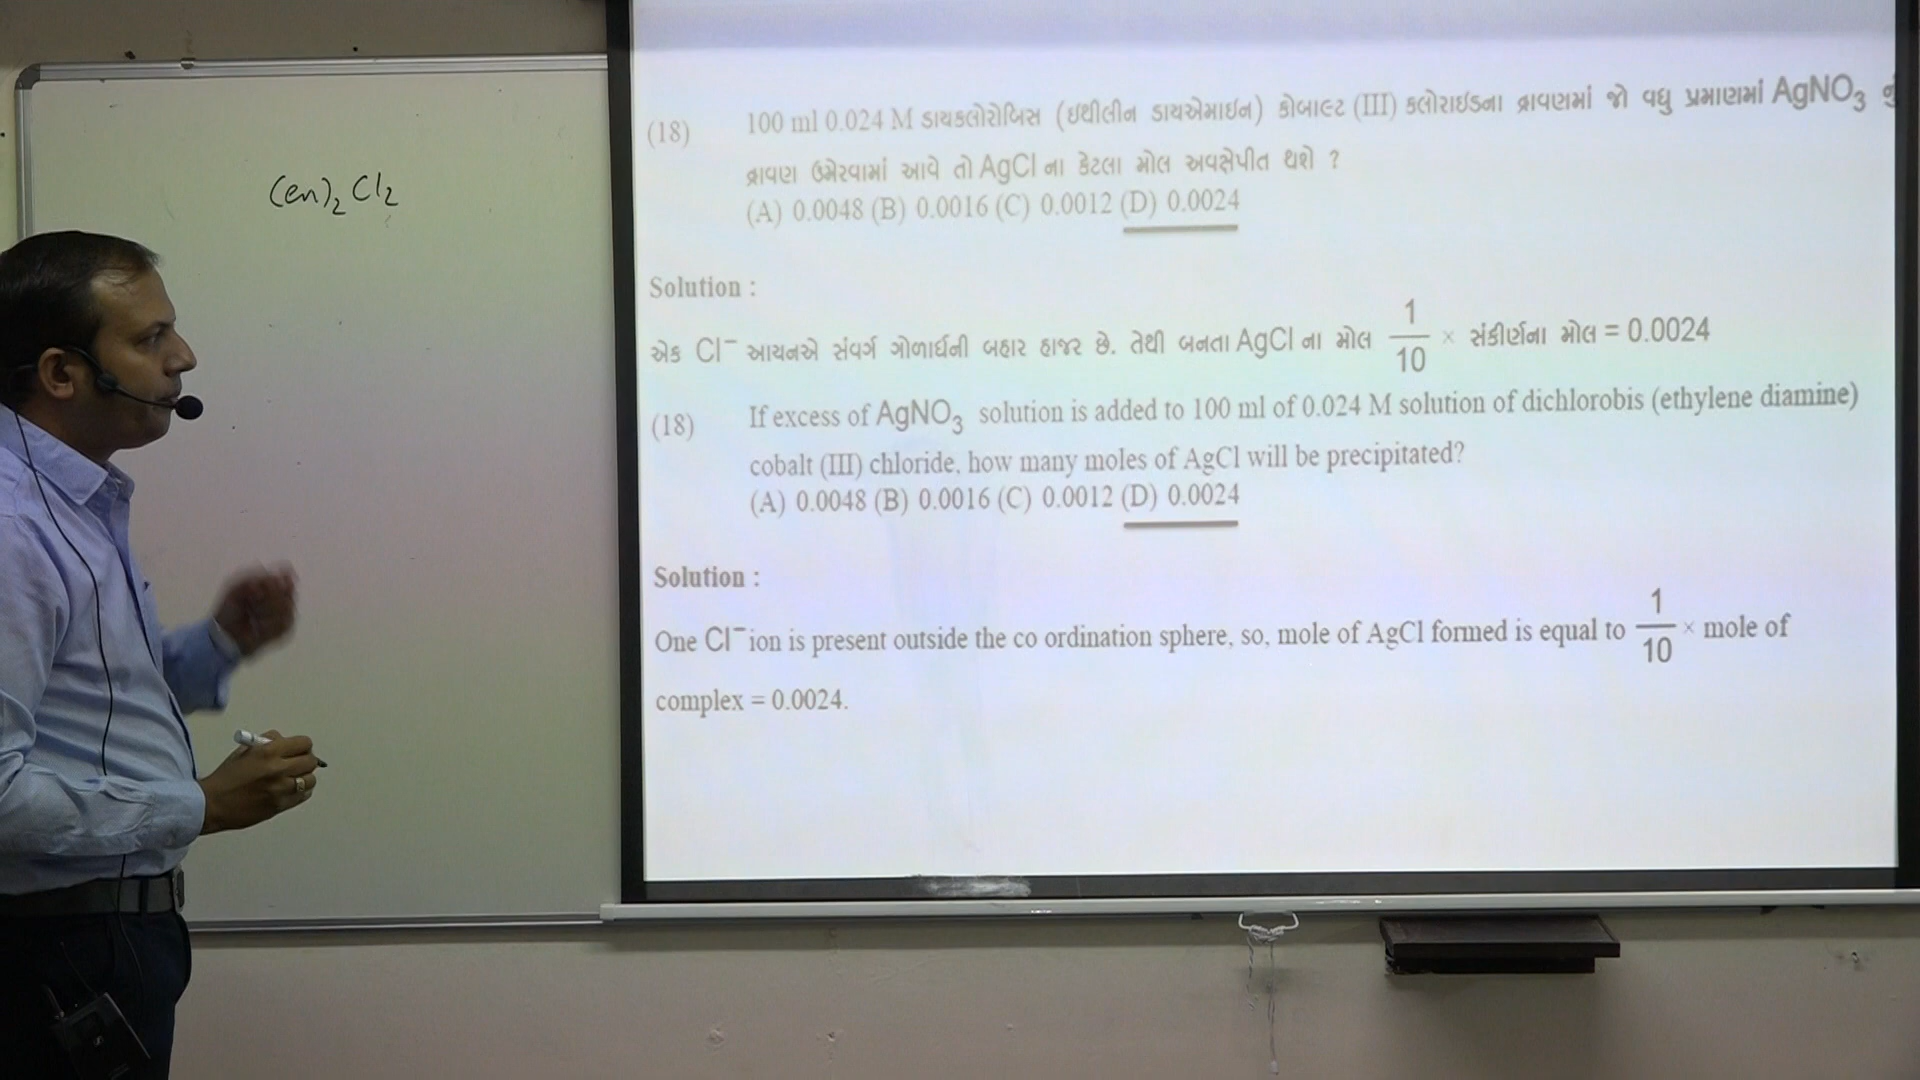 (en)₂Cl₂
(18) 100 ml 0.024 M ડાયક્લોરોબિસ (ઇથીલીન ડાયએમાઇન) કોબાલ્ટ (III) ક્લોરાઇડના દ્રાવણમાં જો વધુ પ્રમાણમાં AgNO₃ નું
દ્રાવણ ઉમેરવામાં આવે તો AgCl ના કેટલા મોલ અવક્ષેપીત થશે ?
(A) 0.0048 (B) 0.0016 (C) 0.0012 (D) 0.0024
Solution :
એક Cl⁻ આયનએ સંવર્ગ ગોળાર્ધની બહાર હાજર છે. તેથી બનતા AgCl ના મોલ 1/10 × સંકીર્ણના મોલ = 0.0024
(18) If excess of AgNO₃ solution is added to 100 ml of 0.024 M solution of dichlorobis (ethylene diamine)
cobalt (III) chloride, how many moles of AgCl will be precipitated?
(A) 0.0048 (B) 0.0016 (C) 0.0012 (D) 0.0024
Solution :
One Cl⁻ ion is present outside the co ordination sphere, so, mole of AgCl formed is equal to 1/10 × mole of
complex = 0.0024.